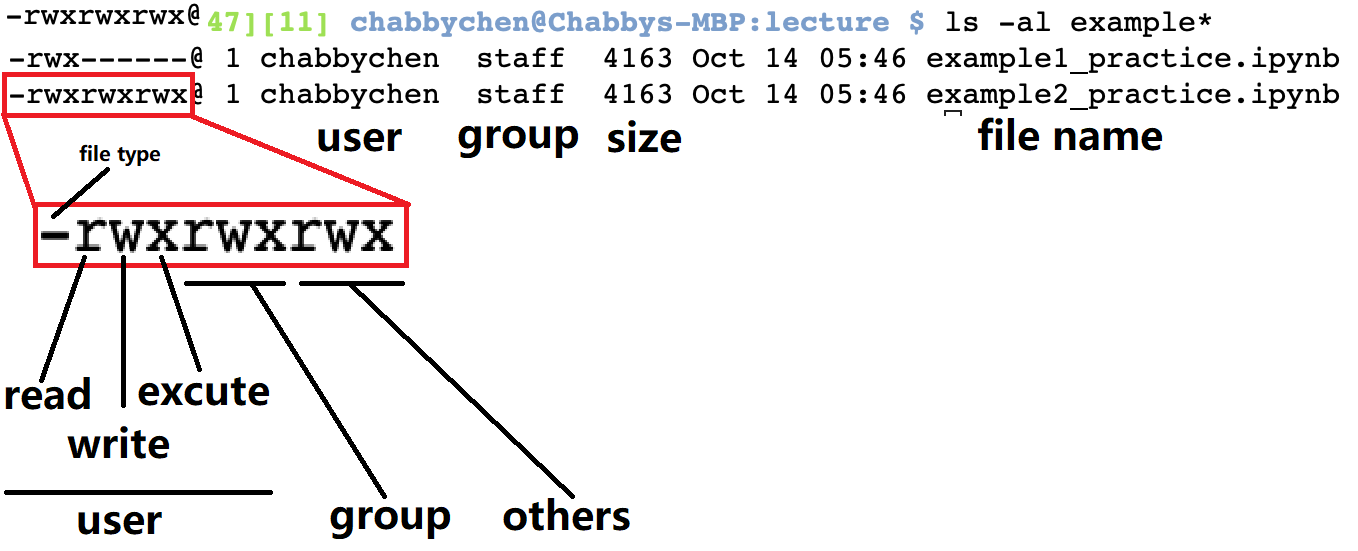 -rwxrwxrwx@ 47][11] chabbychen@Chabbys-MBP:lecture $ ls -al example*
-rwx------@ 1 chabbychen staff 4163 Oct 14 05:46 example1_practice.ipynb
-rwxrwxrwx@ 1 chabbychen staff 4163 Oct 14 05:46 example2_practice.ipynb
user group size file name
file type
-rwxrwxrwx
read excute
write
user group others